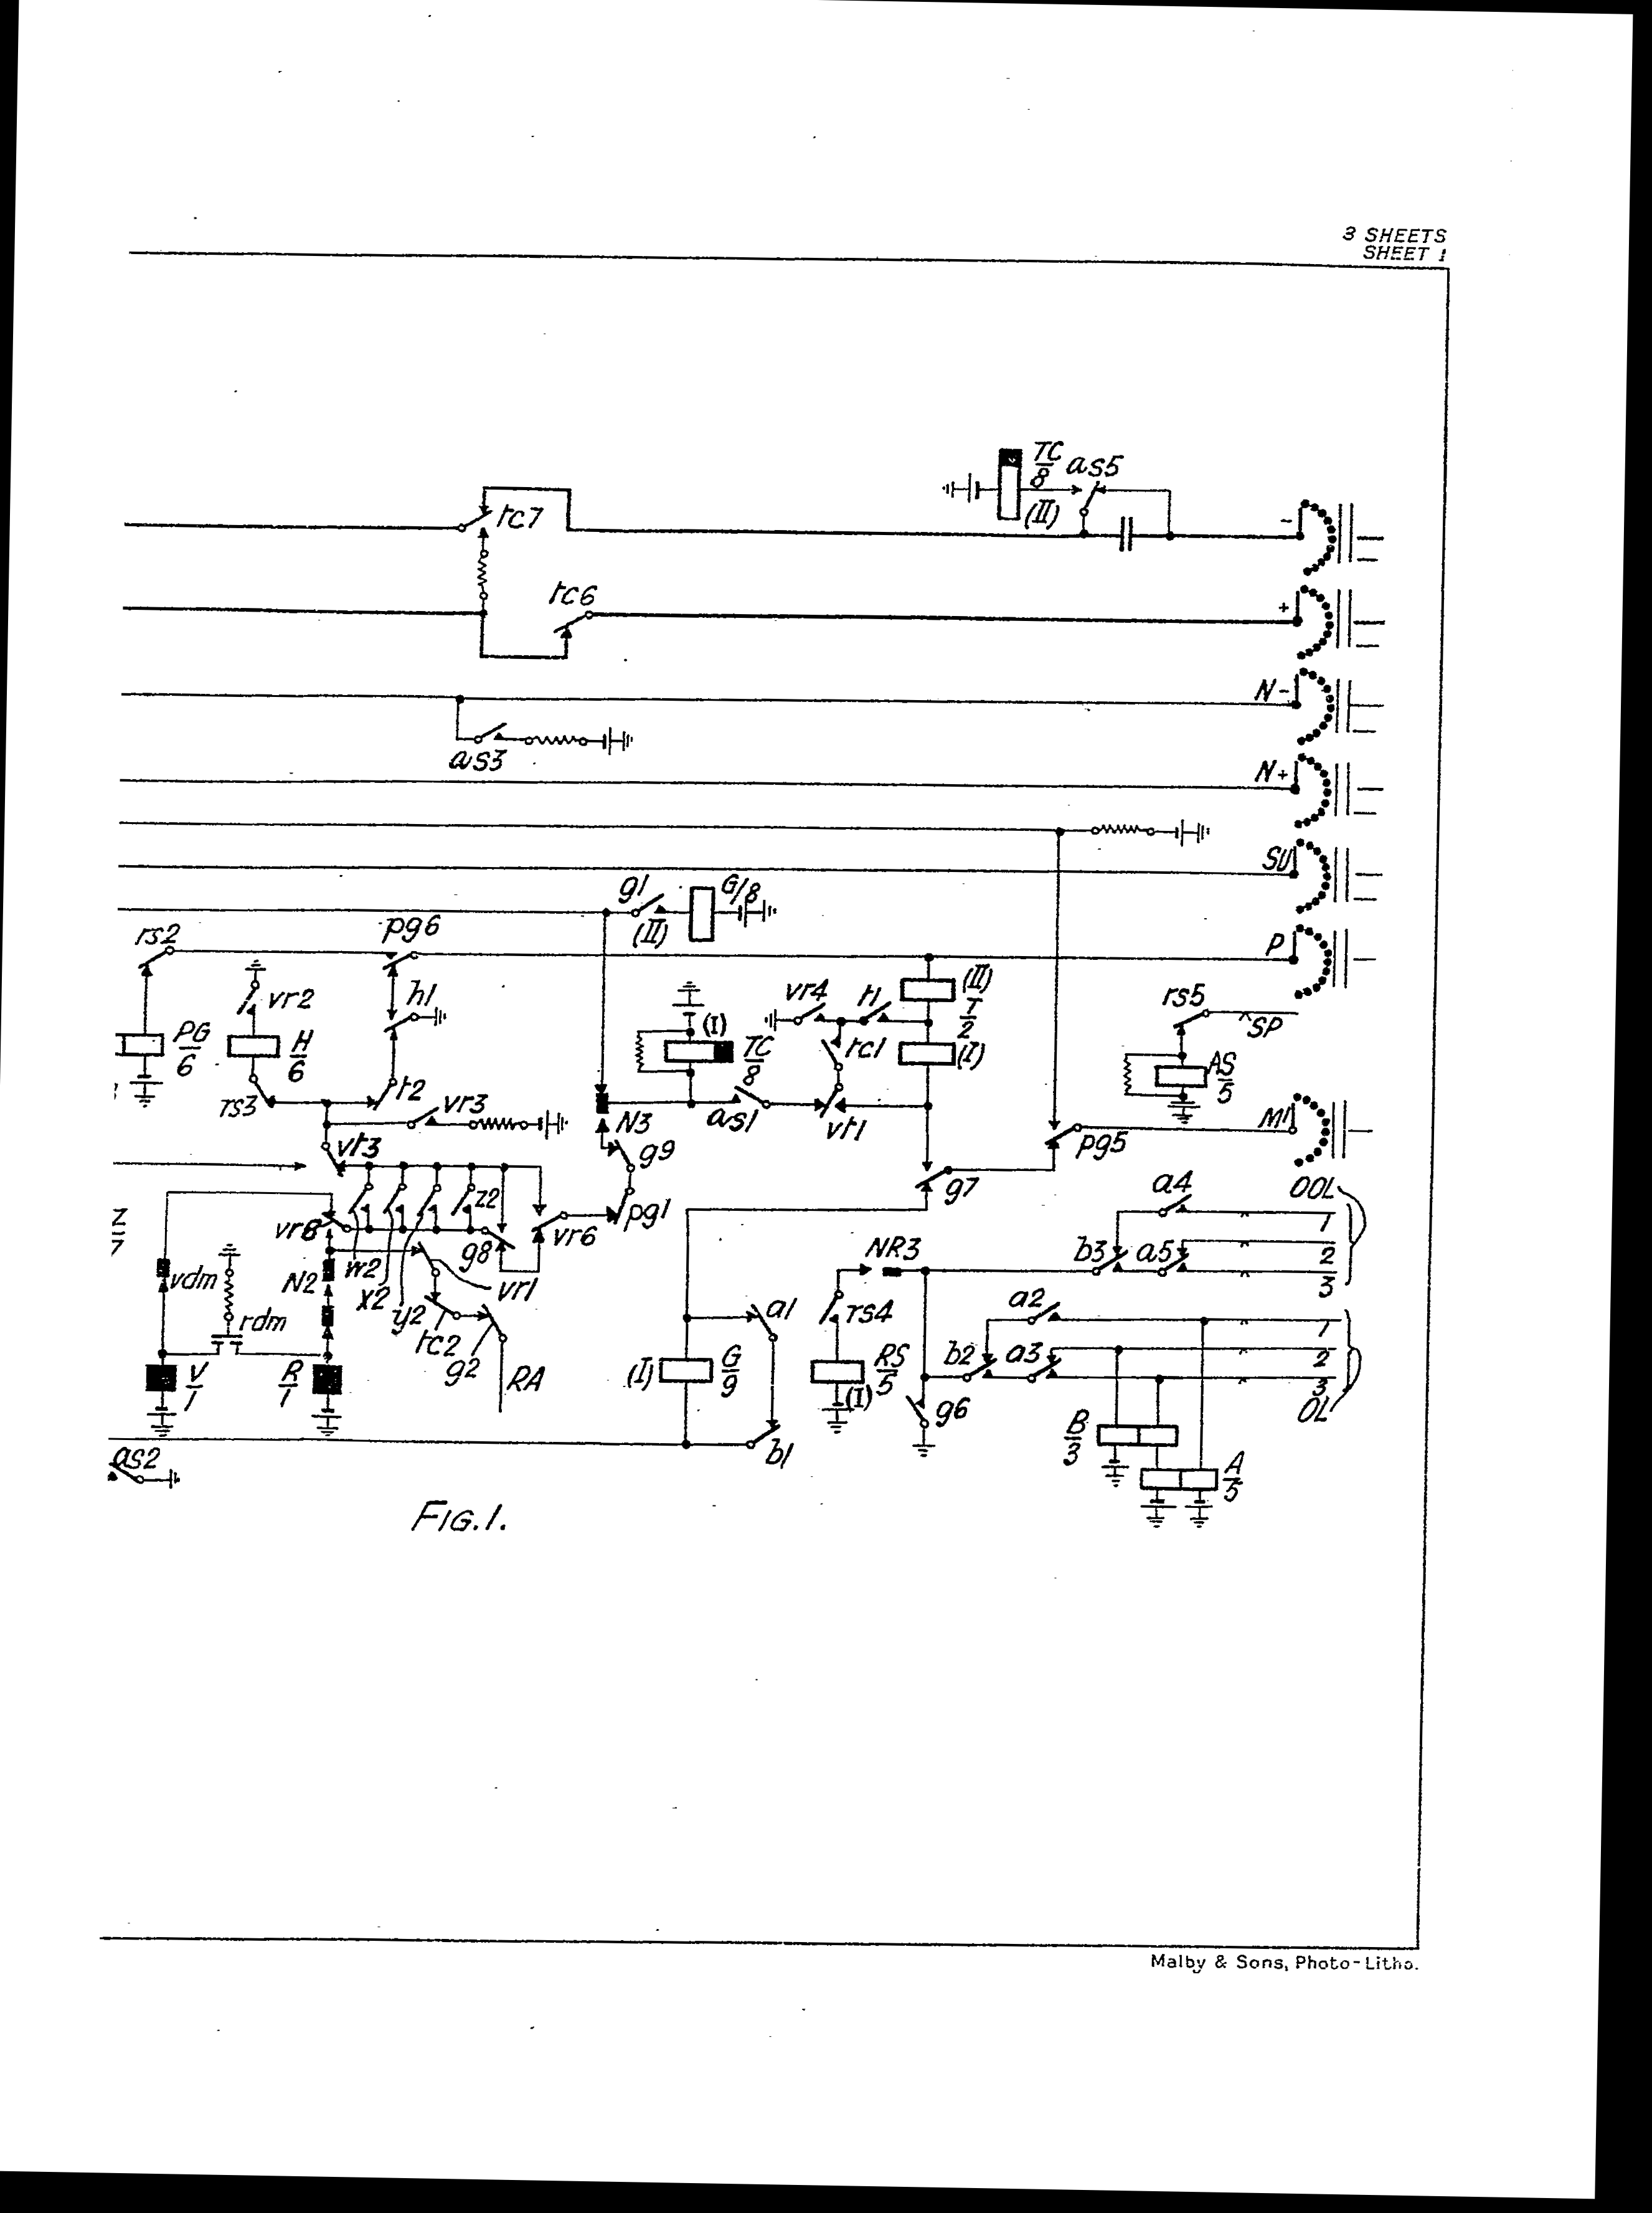 3 SHEETS
SHEET 1
TC
8
(II)
as5
tc7
-
tc6
+
N-
as3
N+
SU
g1
(II)
G/8
rs2
pg6
P
vr2
h1
(II)
T
2
(I)
vr4
t1
rs5
SP
PG
6
H
6
(I)
TC
8
tc1
AS
5
rs3
t2
vr3
N3
as1
vt1
M
pg5
vt3
g9
g7
OOL
a4
1
Z
7
z2
pg1
vr8
g8
vr6
NR3
b3
a5
2
3
vdm
N2
w2
x2
y2
vr1
rdm
tc2
g2
RA
a1
rs4
a2
1
b2
a3
2
3
OL
V
1
R
1
(I)
G
9
RS
5
(I)
g6
B
3
A
5
as2
b1
FIG.1.
Malby & Sons, Photo-Litho.